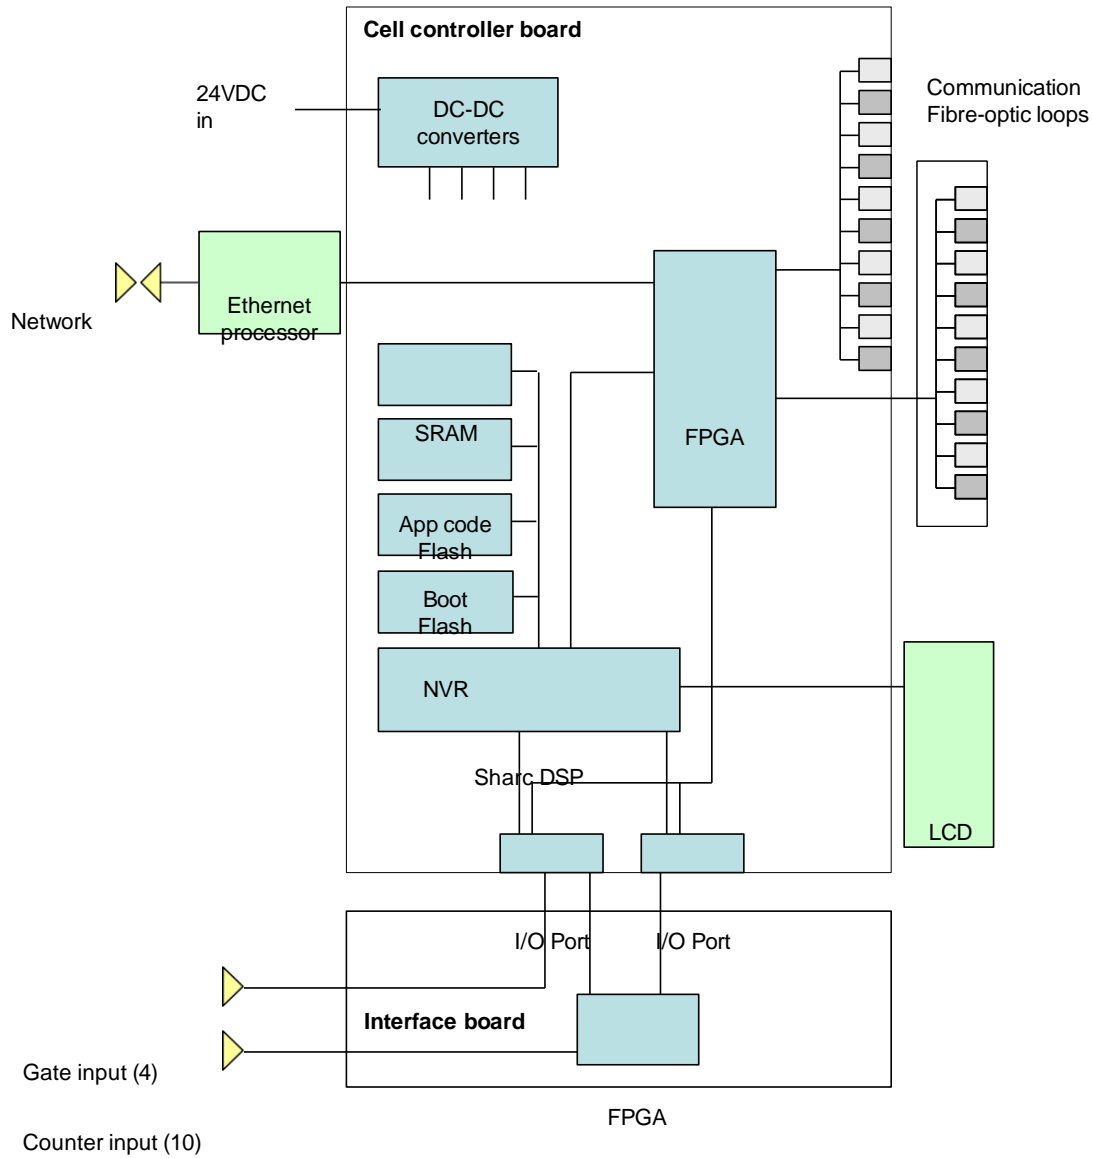 Cell controller board
24VDC
in
DC-DC
converters
Communication
Fibre-optic loops
Ethernet
processor
Network
SRAM
FPGA
App code
Flash
Boot
Flash
NVR
Sharc DSP
LCD
I/O Port
I/O Port
Interface board
Gate input (4)
FPGA
Counter input (10)